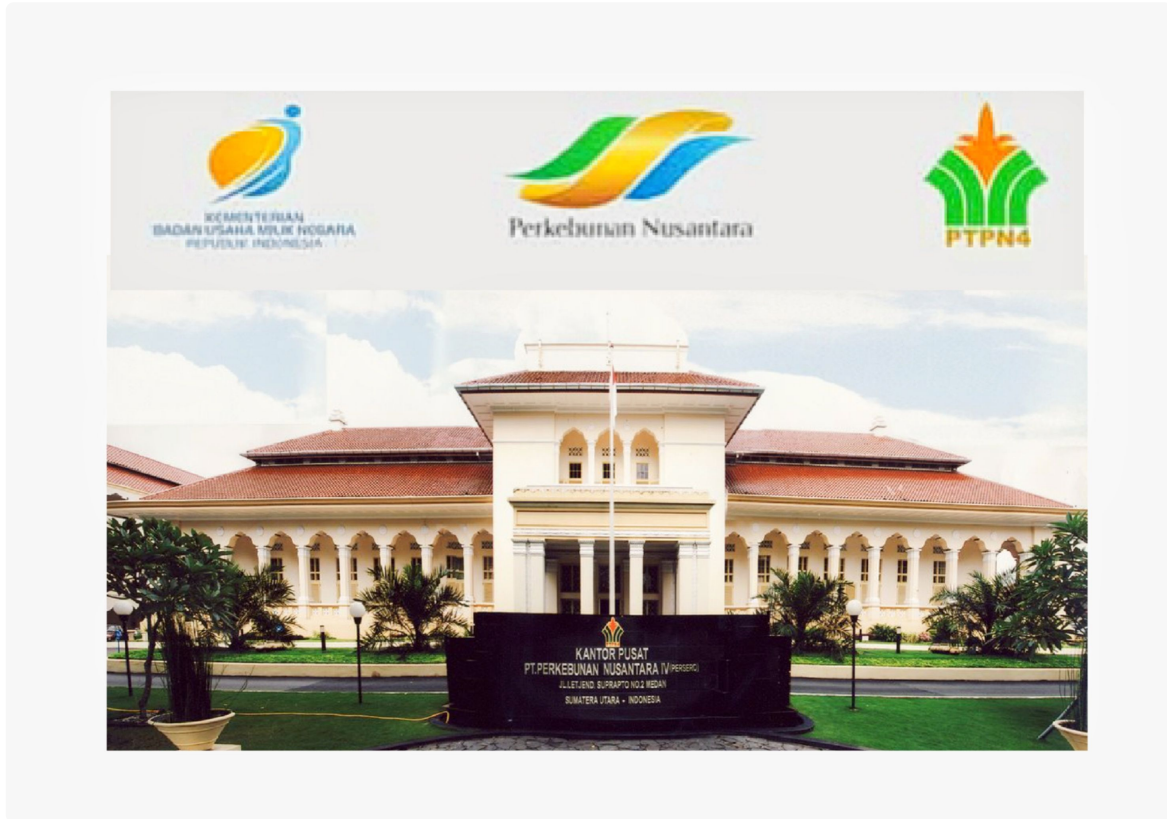 KEMENTERIAN
BADAN USAHA MILIK NEGARA
REPUBLIK INDONESIA
Perkebunan Nusantara
PTPN4
KANTOR PUSAT
PT.PERKEBUNAN NUSANTARA IV (PERSERO)
JL.LETJEND. SUPRAPTO NO.2 MEDAN
SUMATERA UTARA - INDONESIA